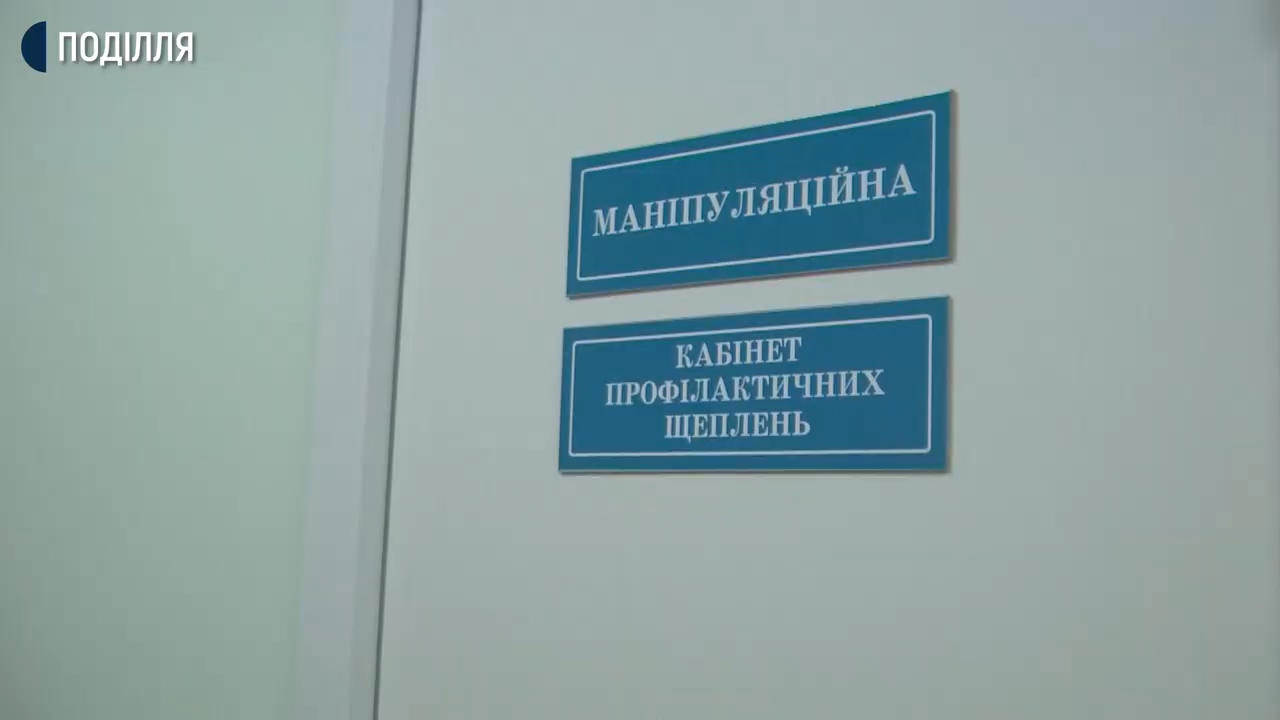 ПОДІЛЛЯ
МАНІПУЛЯЦІЙНА
КАБІНЕТ
ПРОФІЛАКТИЧНИХ
ЩЕПЛЕНЬ